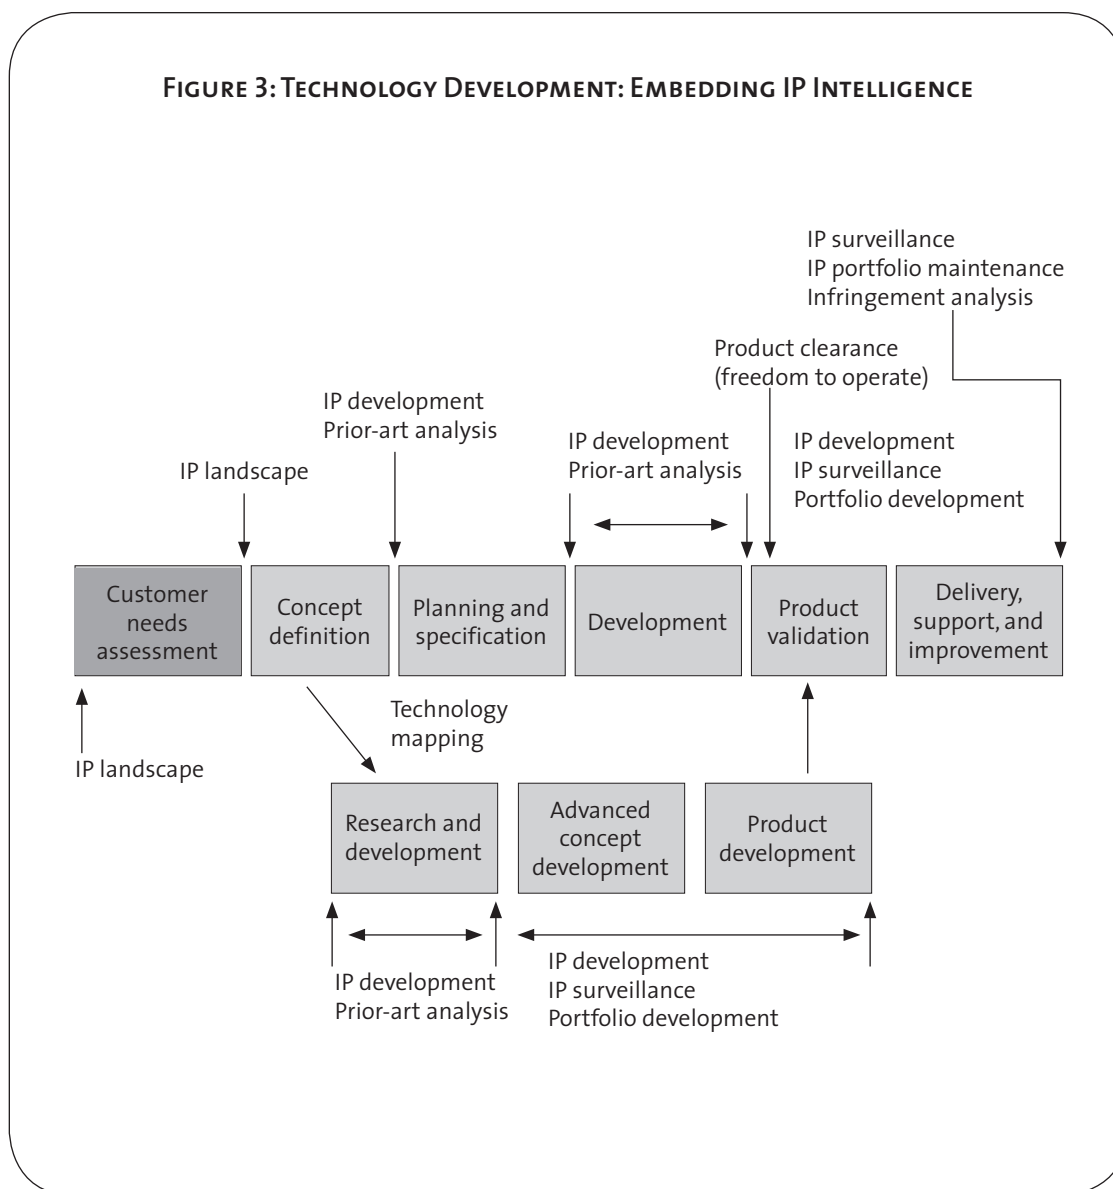 FIGURE 3: TECHNOLOGY DEVELOPMENT: EMBEDDING IP INTELLIGENCE
IP surveillance
IP portfolio maintenance
Infringement analysis
Product clearance
(freedom to operate)
IP development
Prior-art analysis
IP development
Prior-art analysis
IP development
IP surveillance
Portfolio development
IP landscape
Customer
needs
assessment
Concept
definition
Planning and
specification
Development
Product
validation
Delivery,
support, and
improvement
Technology
mapping
IP landscape
Research and
development
Advanced
concept
development
Product
development
IP development
Prior-art analysis
IP development
IP surveillance
Portfolio development